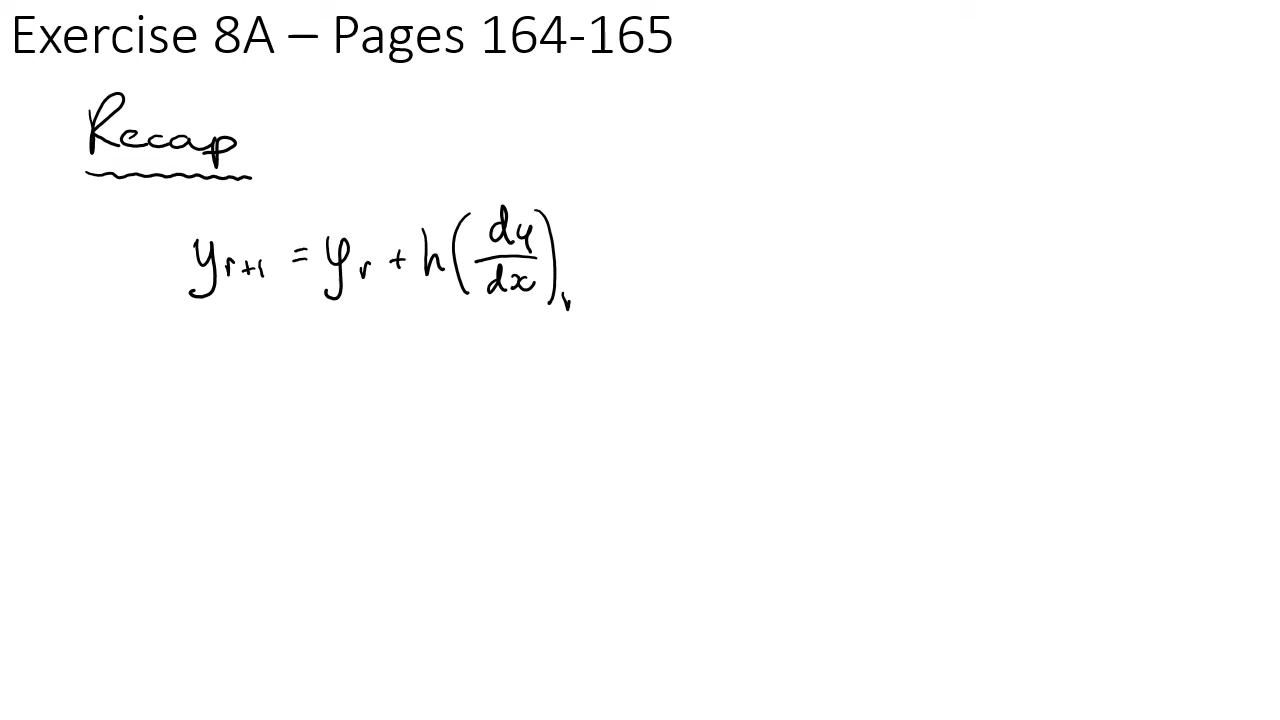 Exercise 8A – Pages 164-165
Recap
y_{r+1} = y_r + h(dy/dx)_r